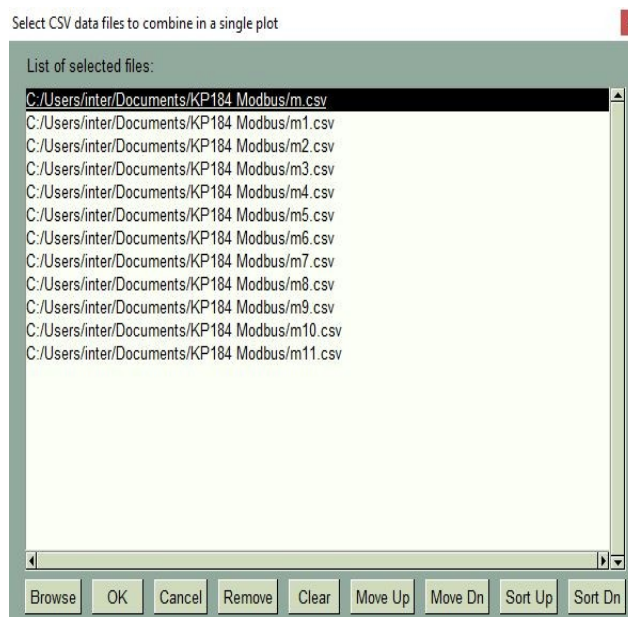 Select CSV data files to combine in a single plot
List of selected files:
C:/Users/inter/Documents/KP184 Modbus/m.csv
C:/Users/inter/Documents/KP184 Modbus/m1.csv
C:/Users/inter/Documents/KP184 Modbus/m2.csv
C:/Users/inter/Documents/KP184 Modbus/m3.csv
C:/Users/inter/Documents/KP184 Modbus/m4.csv
C:/Users/inter/Documents/KP184 Modbus/m5.csv
C:/Users/inter/Documents/KP184 Modbus/m6.csv
C:/Users/inter/Documents/KP184 Modbus/m7.csv
C:/Users/inter/Documents/KP184 Modbus/m8.csv
C:/Users/inter/Documents/KP184 Modbus/m9.csv
C:/Users/inter/Documents/KP184 Modbus/m10.csv
C:/Users/inter/Documents/KP184 Modbus/m11.csv
Browse OK Cancel Remove Clear Move Up Move Dn Sort Up Sort Dn